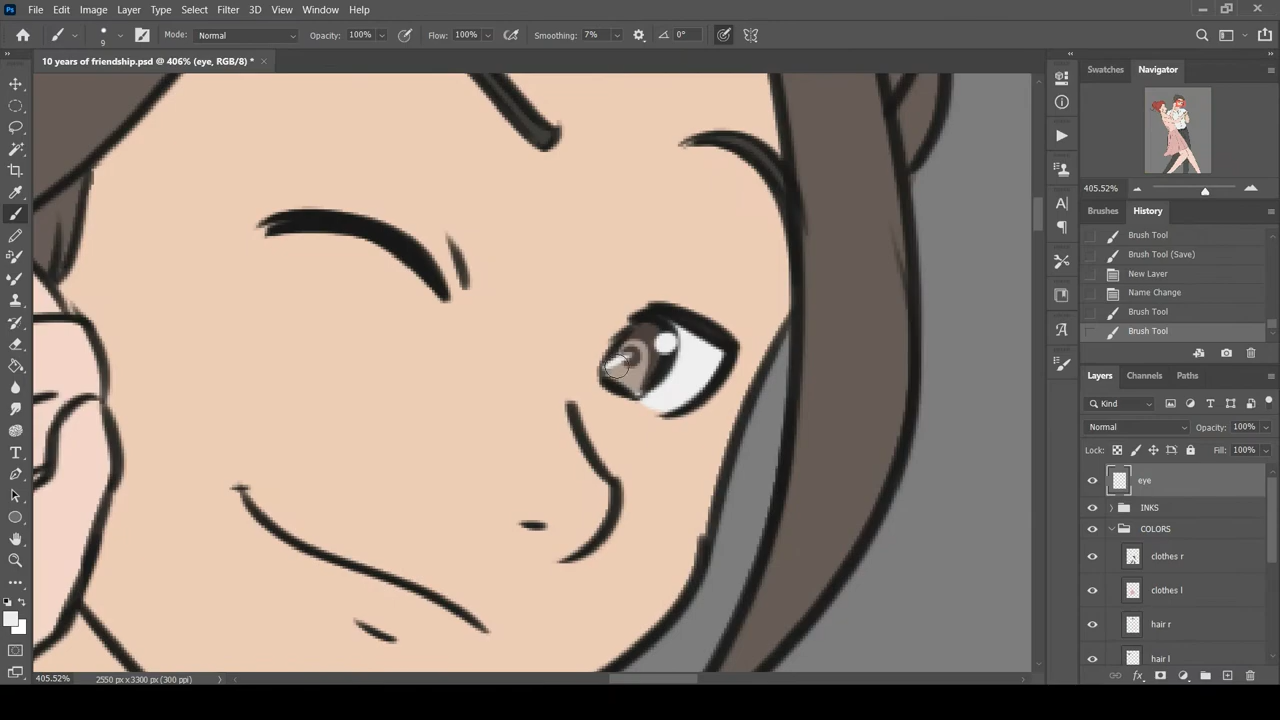 Ps File Edit Image Layer Type Select Filter 3D View Window Help
9 Mode: Normal Opacity: 100% Flow: 100% Smoothing: 7% 0°
10 years of friendship.psd @ 406% (eye, RGB/8) *
Swatches Navigator
405.52%
Brushes History
Brush Tool
Brush Tool (Save)
New Layer
Name Change
Brush Tool
Brush Tool
Layers Channels Paths
Kind
Normal Opacity: 100%
Lock: Fill: 100%
eye
INKS
COLORS
clothes r
clothes l
hair r
hair l
405.52% 2550 px x 3300 px (300 ppi)